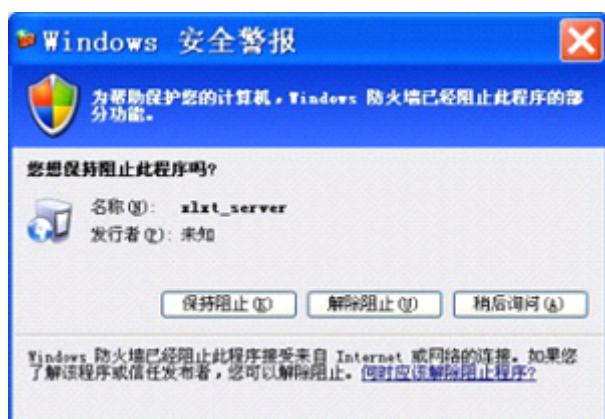 Windows 安全警报
为帮助保护您的计算机，Windows 防火墙已经阻止此程序的部
分功能。
您想保持阻止此程序吗?
名称(N): xlxt_server
发行者(P): 未知
保持阻止(K) 解除阻止(U) 稍后询问(A)
Windows 防火墙已经阻止此程序接受来自 Internet 或网络的连接。如果您
了解该程序或信任发布者，您可以解除阻止。何时应该解除阻止程序?